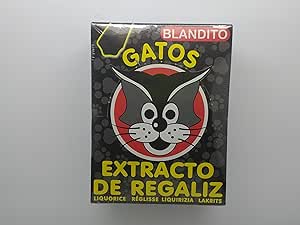 BLANDITO
GATOS
EXTRACTO
DE REGALIZ
LIQUORICE RÉGLISSE LIQUIRIZIA LAKRITS